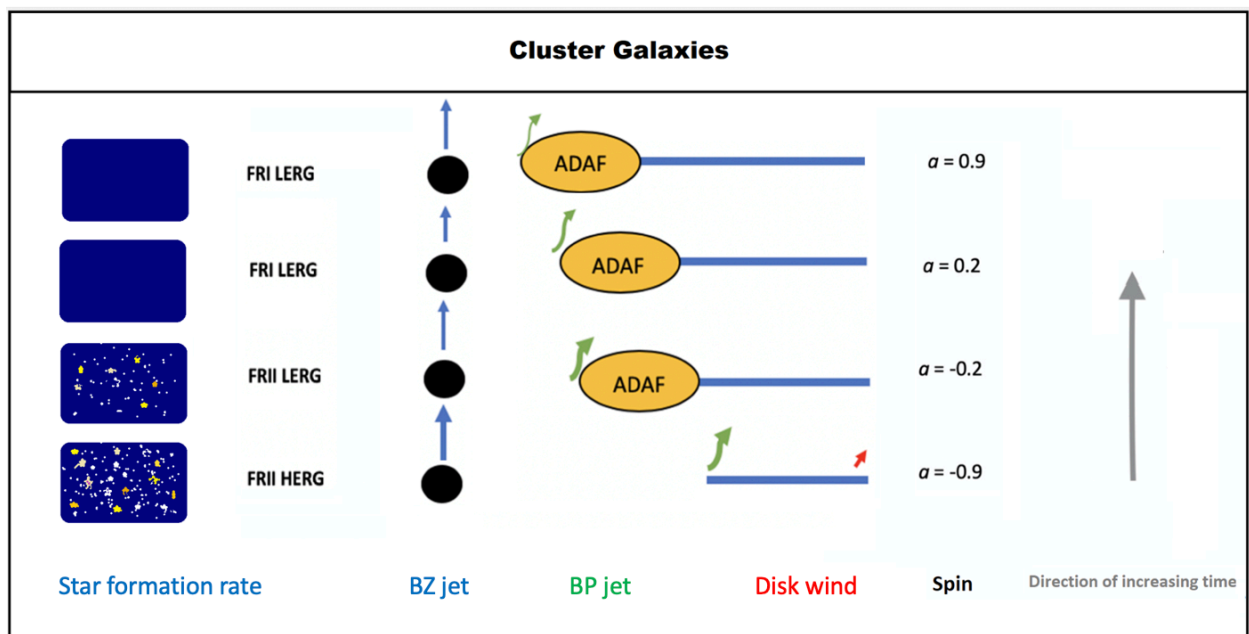 Cluster Galaxies
FRI LERG
ADAF
a = 0.9
FRI LERG
ADAF
a = 0.2
FRII LERG
ADAF
a = -0.2
FRII HERG
a = -0.9
Star formation rate
BZ jet
BP jet
Disk wind
Spin
Direction of increasing time